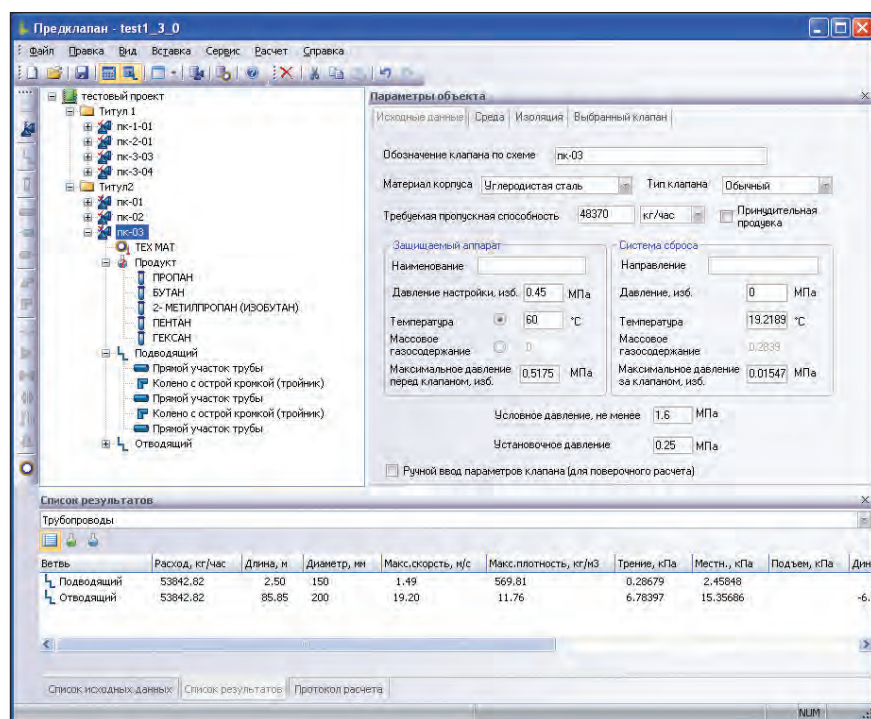 Предклапан - test1_3_0
Файл Правка Вид Вставка Сервис Расчет Справка
тестовый проект
Титул 1
пк-1-01
пк-2-01
пк-3-03
пк-3-04
Титул2
пк-01
пк-02
пк-03
ТЕХ МАТ
Продукт
ПРОПАН
БУТАН
2- МЕТИЛПРОПАН (ИЗОБУТАН)
ПЕНТАН
ГЕКСАН
Подводящий
Прямой участок трубы
Колено с острой кромкой (тройник)
Прямой участок трубы
Колено с острой кромкой (тройник)
Прямой участок трубы
Отводящий
Параметры объекта
Исходные данные Среда Изоляция Выбранный клапан
Обозначение клапана по схеме пк-03
Материал корпуса Углеродистая сталь Тип клапана Обычный
Требуемая пропускная способность 48370 кг/час Принудительная продувка
Защищаемый аппарат
Наименование
Давление настройки, изб. 0.45 МПа
Температура 60 °C
Массовое газосодержание 0
Максимальное давление перед клапаном, изб. 0.5175 МПа
Система сброса
Направление
Давление, изб. 0 МПа
Температура 19.2189 °C
Массовое газосодержание 0.2839
Максимальное давление за клапаном, изб. 0.01547 МПа
Условное давление, не менее 1.6 МПа
Установочное давление 0.25 МПа
Ручной ввод параметров клапана (для поверочного расчета)
Список результатов
Трубопроводы
Ветвь Расход, кг/час Длина, м Диаметр, мм Макс.скорсть, м/с Макс.плотность, кг/м3 Трение, кПа Местн., кПа Подъем, кПа Дин
Подводящий 53842.82 2.50 150 1.49 569.81 0.28679 2.45848
Отводящий 53842.82 85.85 200 19.20 11.76 6.78397 15.35686 -6.
Список исходных данных Список результатов Протокол расчета
NUM